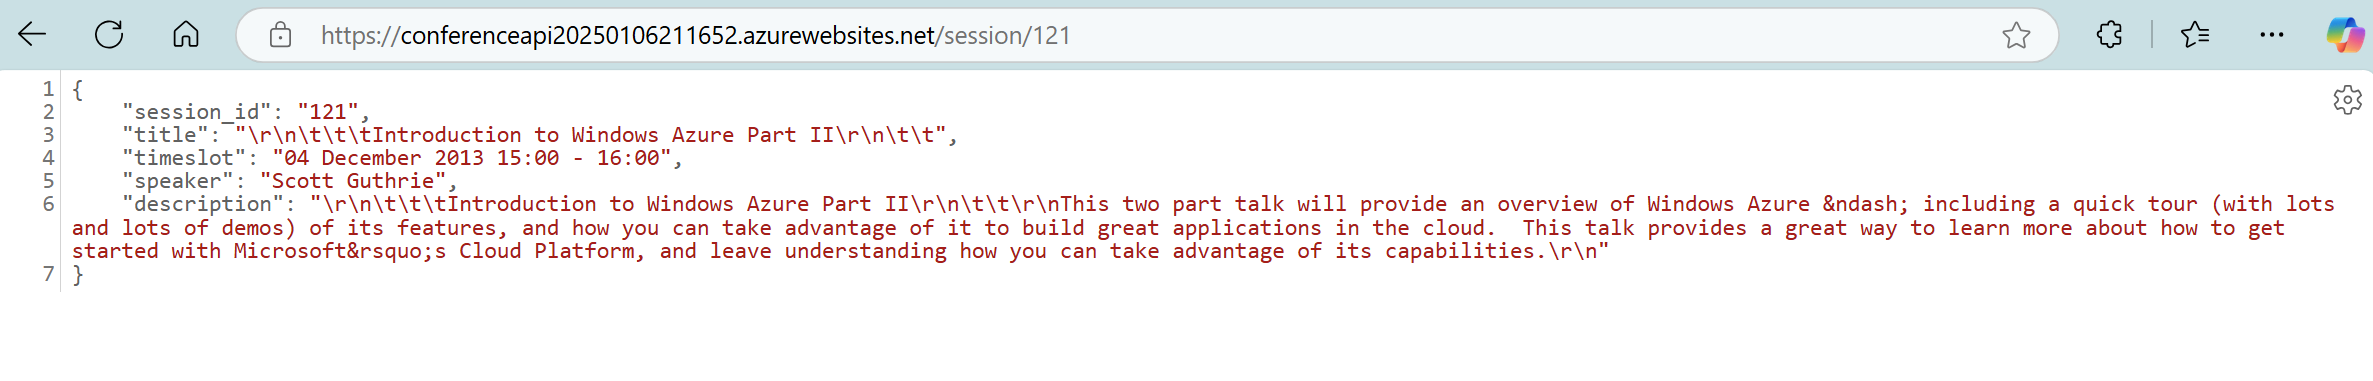 https://conferenceapi20250106211652.azurewebsites.net/session/121
1 {
2     "session_id": "121",
3     "title": "\r\n\t\t\tIntroduction to Windows Azure Part II\r\n\t\t",
4     "timeslot": "04 December 2013 15:00 - 16:00",
5     "speaker": "Scott Guthrie",
6     "description": "\r\n\t\t\tIntroduction to Windows Azure Part II\r\n\t\t\r\nThis two part talk will provide an overview of Windows Azure &ndash; including a quick tour (with lots
and lots of demos) of its features, and how you can take advantage of it to build great applications in the cloud.  This talk provides a great way to learn more about how to get
started with Microsoft&rsquo;s Cloud Platform, and leave understanding how you can take advantage of its capabilities.\r\n"
7 }